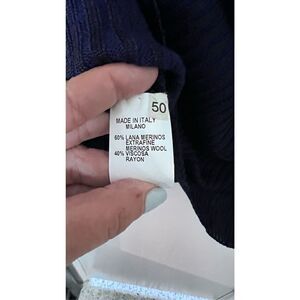 50
MADE IN ITALY
MILANO
60% LANA MERINOS
EXTRAFINE
MERINOS WOOL
40% VISCOSA
RAYON